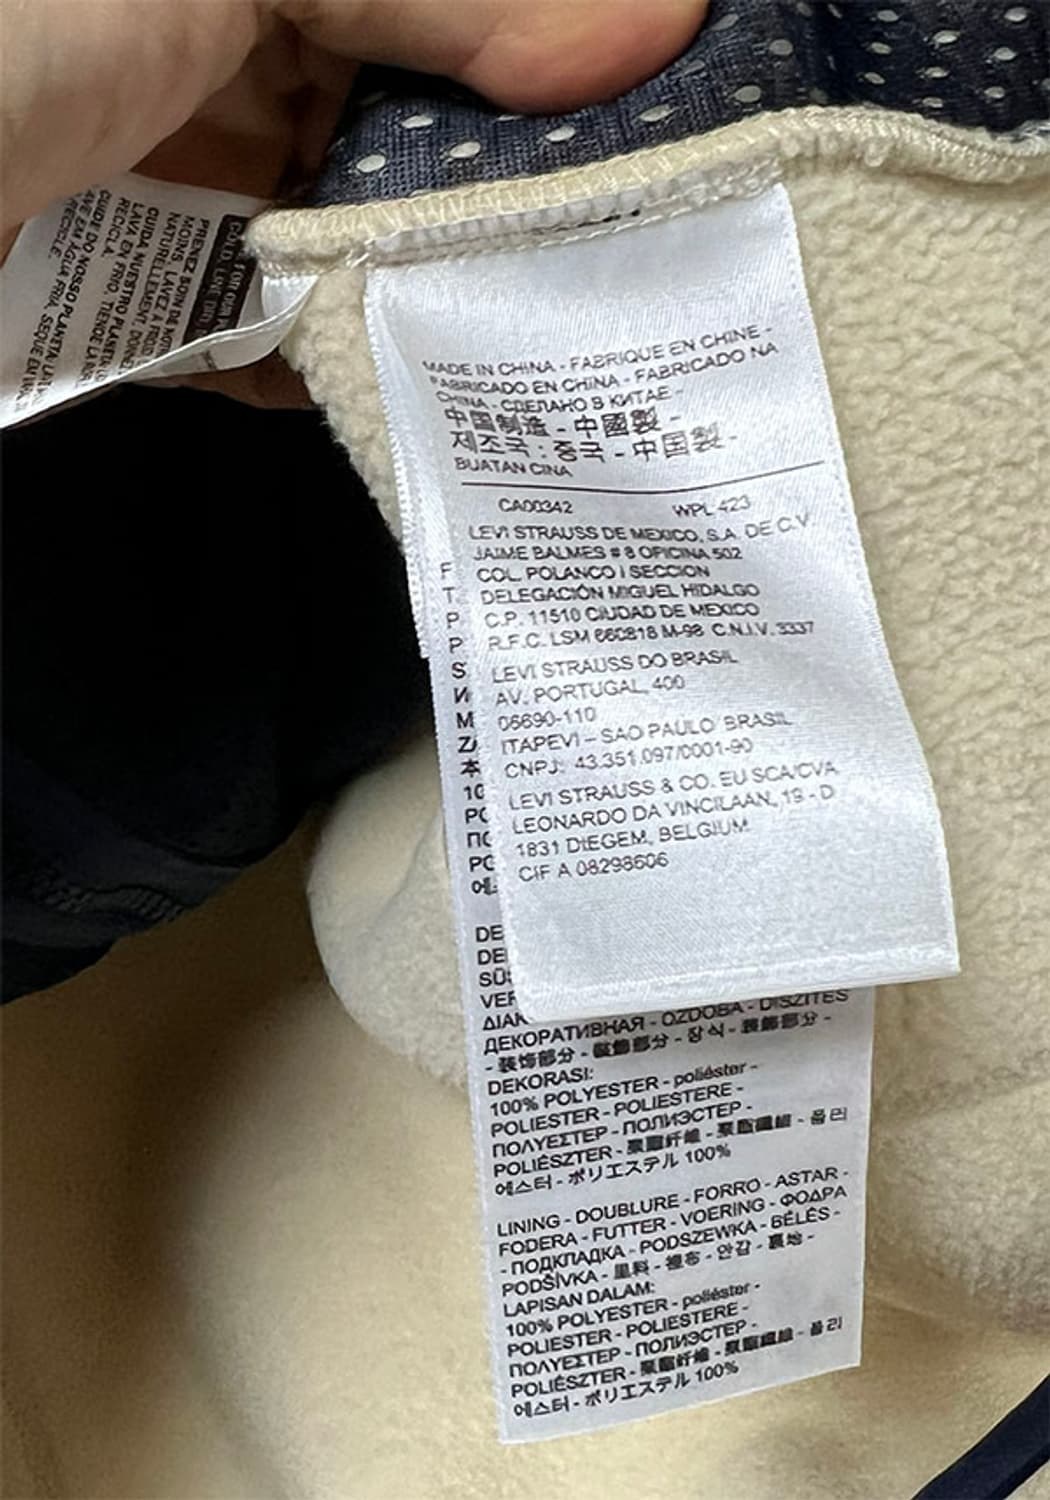 MADE IN CHINA - FABRIQUE EN CHINE -
FABRICADO EN CHINA - FABRICADO NA
CHINA - СДЕЛАНО В КИТАЕ -
中国制造 - 中國製 -
제조국 : 중국 - 中国製 -
BUATAN CINA
CA00342 WPL 423
LEVI STRAUSS DE MEXICO, S.A. DE C.V.
JAIME BALMES # 8 OFICINA 502
COL. POLANCO I SECCION
DELEGACIÓN MIGUEL HIDALGO
C.P. 11510 CIUDAD DE MEXICO
R.F.C. LSM 660818 M-98 C.N.I.V. 3337
LEVI STRAUSS DO BRASIL
AV. PORTUGAL, 400
06690-110
ITAPEVI – SAO PAULO BRASIL
CNPJ: 43.351.097/0001-90
LEVI STRAUSS & CO. EU SCA/CVA
LEONARDO DA VINCILAAN, 19 - D
1831 DIEGEM, BELGIUM
CIF A 08298606
ДЕКОРАТИВНАЯ - OZDOBA - DISZITES
- 装饰部分 - 裝飾部分 - 장식 - 装飾部分 -
DEKORASI:
100% POLYESTER - poliéster -
POLIESTER - POLIESTERE -
ΠΟΛΥΕΣΤΕΡ - ПОЛИЭСТЕР -
POLIÉSZTER - 聚酯纤维 - 聚酯纖維 - 폴리
에스터 - ポリエステル 100%
LINING - DOUBLURE - FORRO - ASTAR -
FODERA - FUTTER - VOERING - ΦΟΔΡΑ
- ПОДКЛАДКА - PODSZEWKA - BÉLÉS -
PODŠÍVKA - 里料 - 裡布 - 안감 - 裏地 -
LAPISAN DALAM:
100% POLYESTER - poliéster -
POLIESTER - POLIESTERE -
ΠΟΛΥΕΣΤΕΡ - ПОЛИЭСТЕР -
POLIÉSZTER - 聚酯纤维 - 聚酯纖維 - 폴리
에스터 - ポリエステル 100%